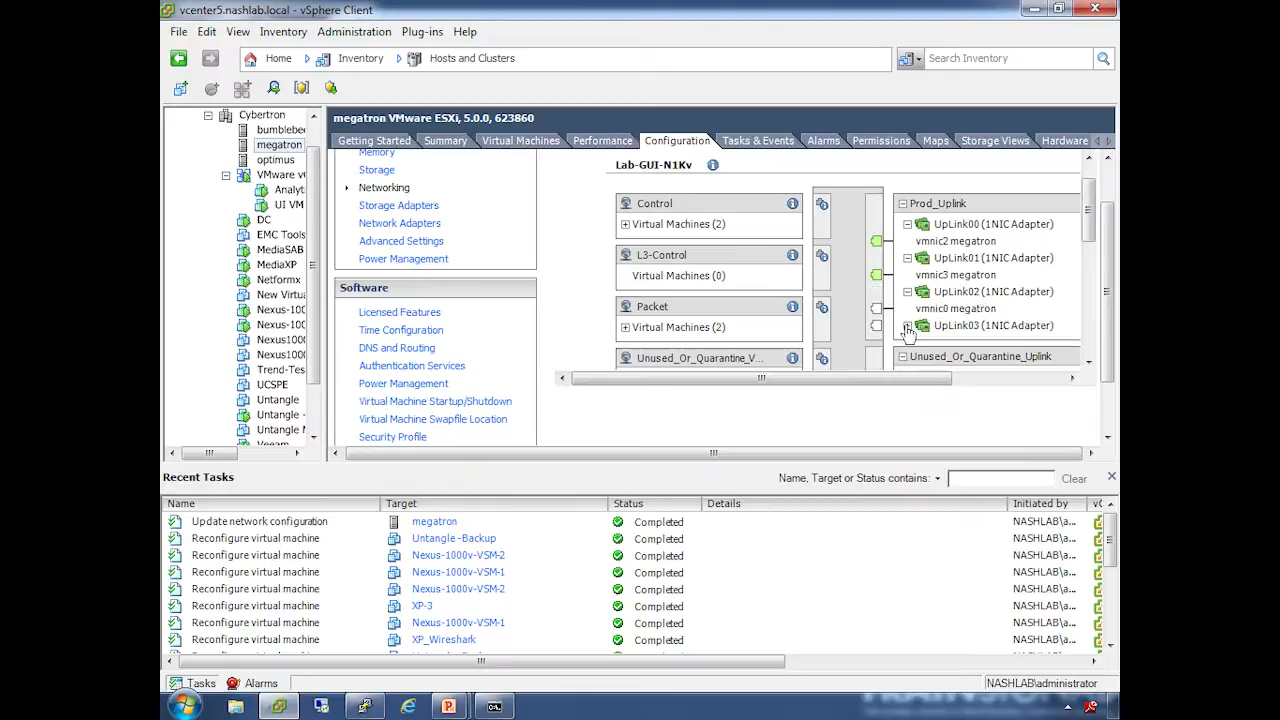 vcenter5.nashlab.local - vSphere Client
File Edit View Inventory Administration Plug-ins Help
Home Inventory Hosts and Clusters Search Inventory
Cybertron
bumblebee
megatron
optimus
VMware v
Analyt
UI VM
DC
EMC Tools
MediaSAB
MediaXP
Netformx
New Virtua
Nexus-100
Nexus-100
Nexus1000
Nexus1000
Trend-Tes
UCSPE
Untangle
Untangle -
Untangle N
Veeam
megatron VMware ESXi, 5.0.0, 623860
Getting Started Summary Virtual Machines Performance Configuration Tasks & Events Alarms Permissions Maps Storage Views Hardware
Memory
Storage
Networking
Storage Adapters
Network Adapters
Advanced Settings
Power Management
Software
Licensed Features
Time Configuration
DNS and Routing
Authentication Services
Power Management
Virtual Machine Startup/Shutdown
Virtual Machine Swapfile Location
Security Profile
Lab-GUI-N1Kv
Control
Virtual Machines (2)
L3-Control
Virtual Machines (0)
Packet
Virtual Machines (2)
Unused_Or_Quarantine_V...
Prod_Uplink
UpLink00 (1NIC Adapter)
vmnic2 megatron
UpLink01 (1NIC Adapter)
vmnic3 megatron
UpLink02 (1NIC Adapter)
vmnic0 megatron
UpLink03 (1NIC Adapter)
Unused_Or_Quarantine_Uplink
Recent Tasks Name, Target or Status contains: Clear
Name Target Status Details Initiated by vC
Update network configuration megatron Completed NASHLAB\a...
Reconfigure virtual machine Untangle -Backup Completed NASHLAB\a...
Reconfigure virtual machine Nexus-1000v-VSM-2 Completed NASHLAB\a...
Reconfigure virtual machine Nexus-1000v-VSM-1 Completed NASHLAB\a...
Reconfigure virtual machine Nexus-1000v-VSM-2 Completed NASHLAB\a...
Reconfigure virtual machine XP-3 Completed NASHLAB\a...
Reconfigure virtual machine Nexus-1000v-VSM-1 Completed NASHLAB\a...
Reconfigure virtual machine XP_Wireshark Completed NASHLAB\a...
Tasks Alarms NASHLAB\administrator